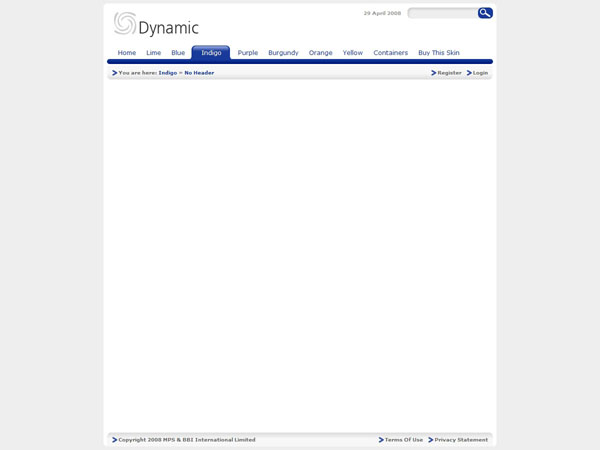 Dynamic
29 April 2008
Home Lime Blue Indigo Purple Burgundy Orange Yellow Containers Buy This Skin
You are here: Indigo > No Header
Register Login
Copyright 2008 MPS & BBI International Limited
Terms Of Use Privacy Statement